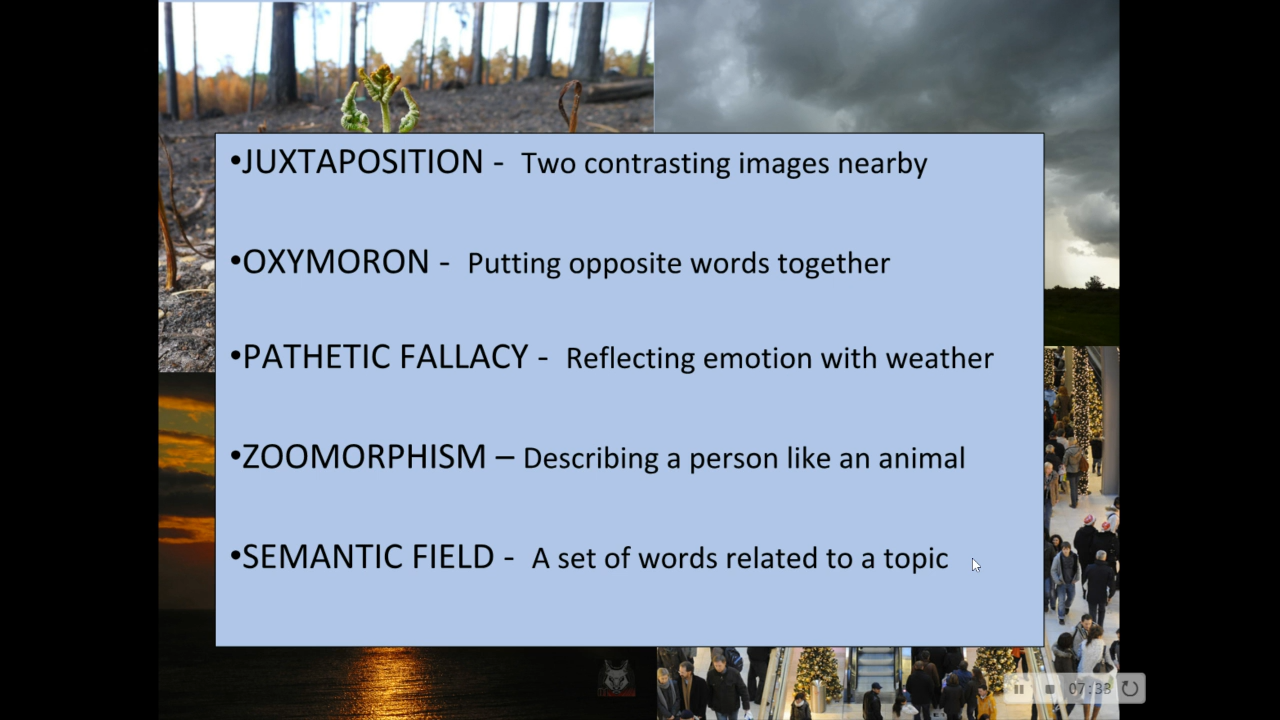 •JUXTAPOSITION - Two contrasting images nearby
•OXYMORON - Putting opposite words together
•PATHETIC FALLACY - Reflecting emotion with weather
•ZOOMORPHISM – Describing a person like an animal
•SEMANTIC FIELD - A set of words related to a topic
07:33